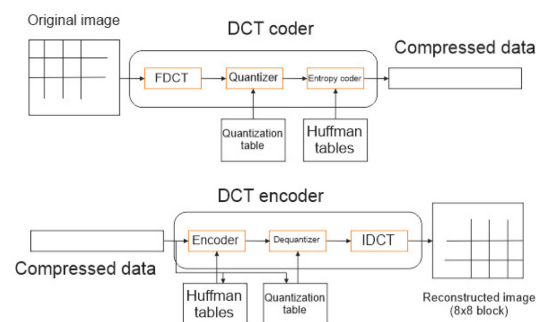 Original image
DCT coder
Compressed data
FDCT
Quantizer
Entropy coder
Quantization
table
Huffman
tables
DCT encoder
Compressed data
Encoder
Dequantizer
IDCT
Huffman
tables
Quantization
table
Reconstructed image
(8x8 block)